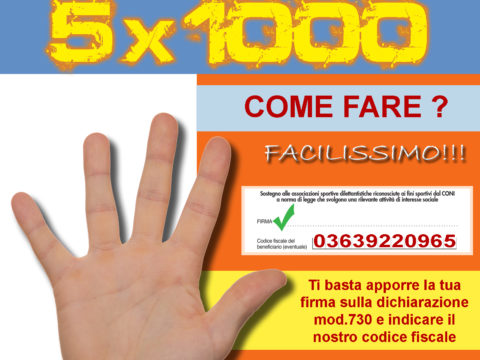 5x1000
COME FARE ?
FACILISSIMO!!!
Sostegno alle associazioni sportive dilettantistiche riconosciute ai fini sportivi dal CONI
a norma di legge che svolgono una rilevante attività di interesse sociale
FIRMA
Codice fiscale del
beneficiario (eventuale)
03639220965
Ti basta apporre la tua
firma sulla dichiarazione
mod.730 e indicare il
nostro codice fiscale